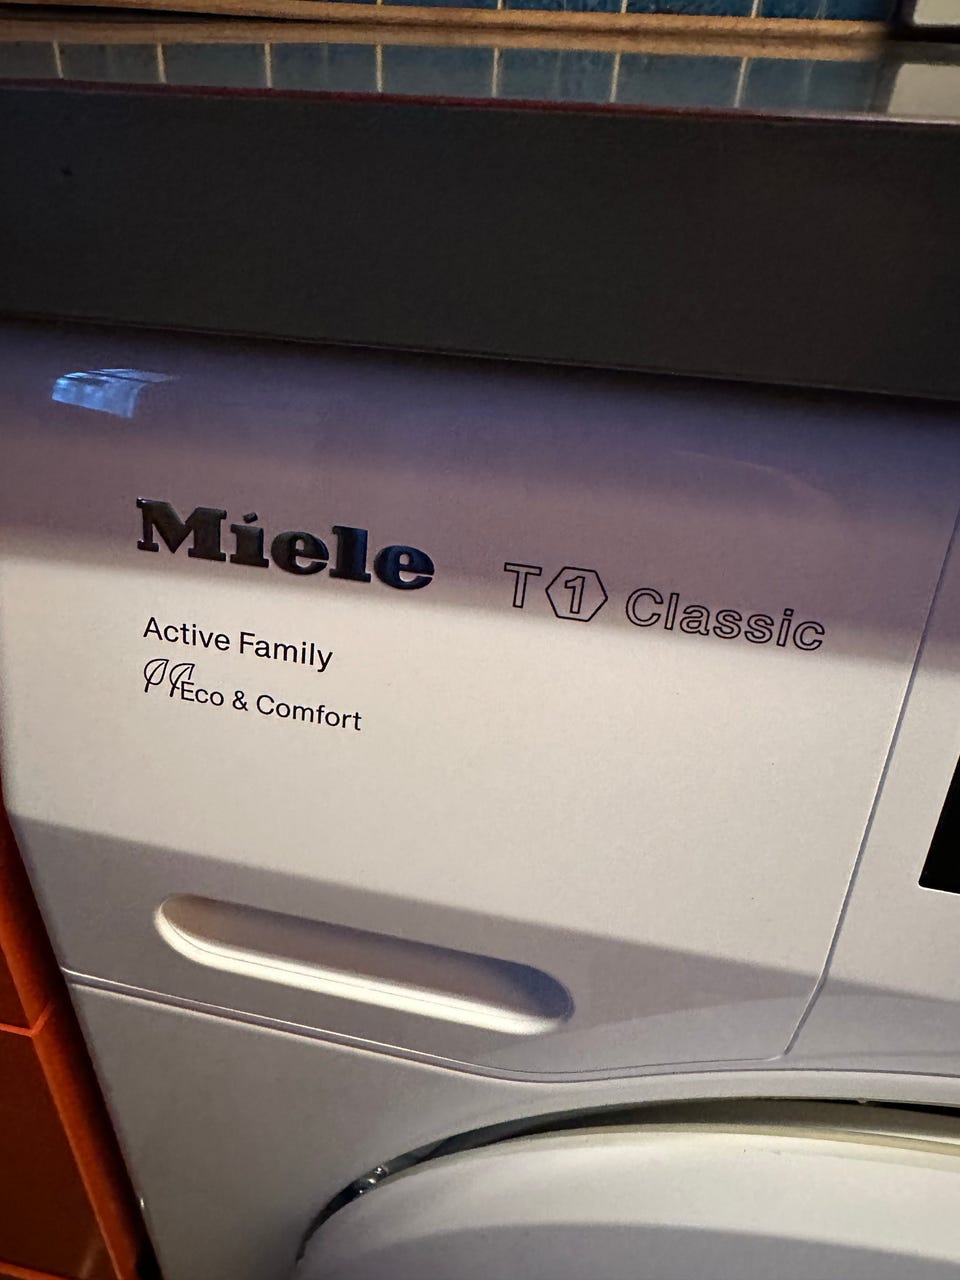 Miele T1 Classic
Active Family
Eco & Comfort